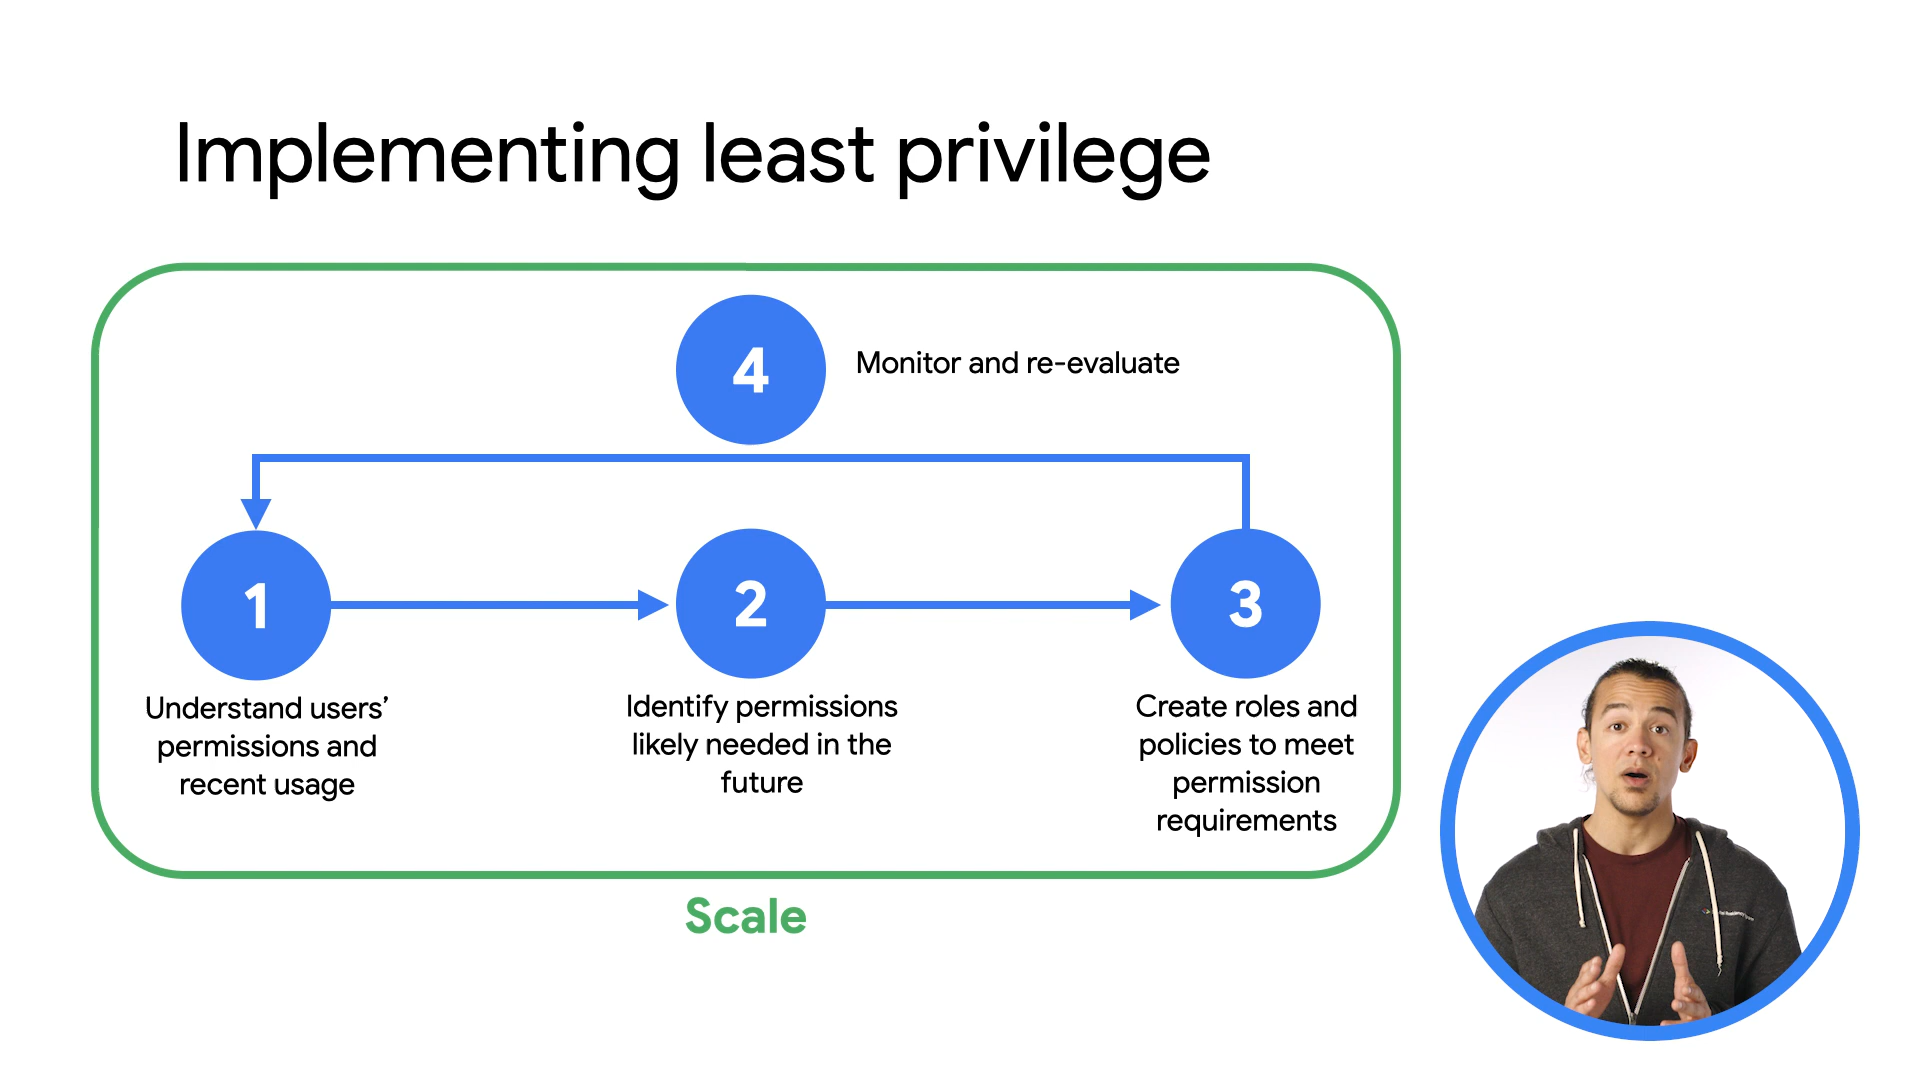 Implementing least privilege
4
Monitor and re-evaluate
1
2
3
Understand users’
permissions and
recent usage
Identify permissions
likely needed in the
future
Create roles and
policies to meet
permission
requirements
Scale